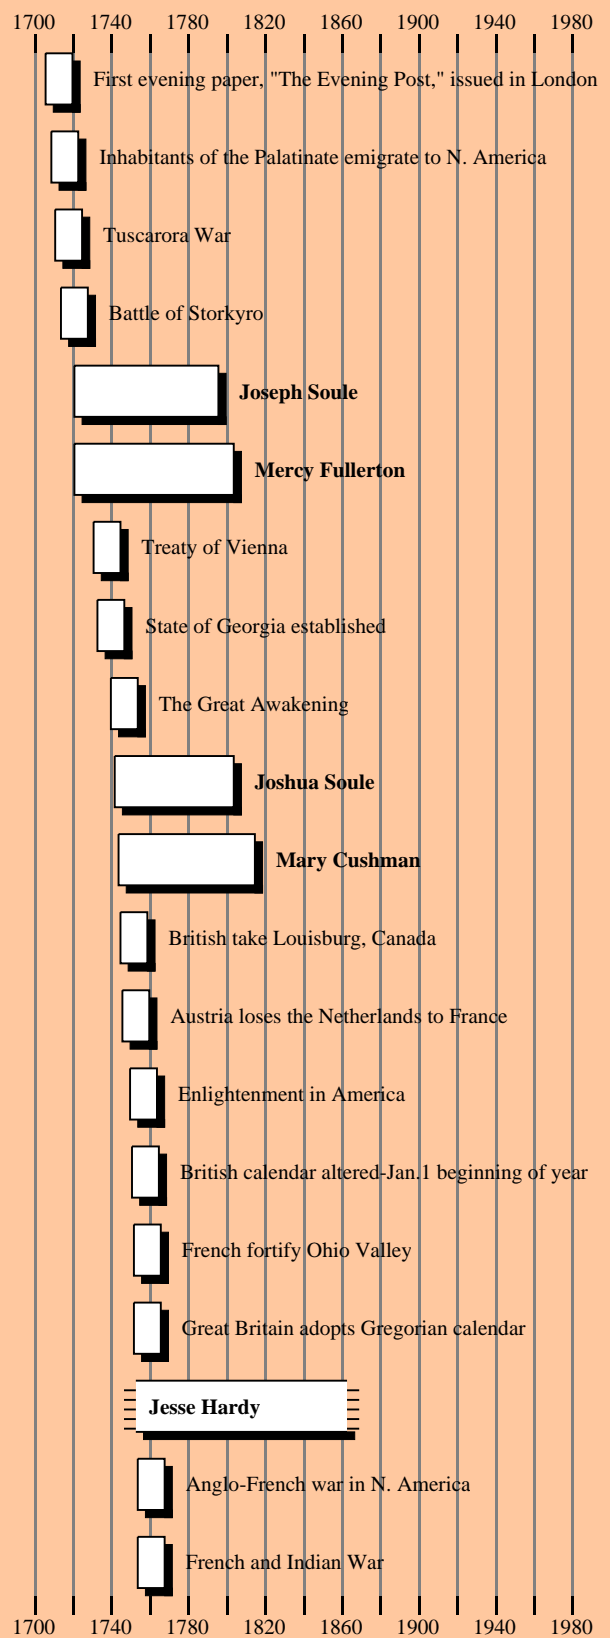 1700 1740 1780 1820 1860 1900 1940 1980
First evening paper, "The Evening Post," issued in London
Inhabitants of the Palatinate emigrate to N. America
Tuscarora War
Battle of Storkyro
Joseph Soule
Mercy Fullerton
Treaty of Vienna
State of Georgia established
The Great Awakening
Joshua Soule
Mary Cushman
British take Louisburg, Canada
Austria loses the Netherlands to France
Enlightenment in America
British calendar altered-Jan.1 beginning of year
French fortify Ohio Valley
Great Britain adopts Gregorian calendar
Jesse Hardy
Anglo-French war in N. America
French and Indian War
1700 1740 1780 1820 1860 1900 1940 1980